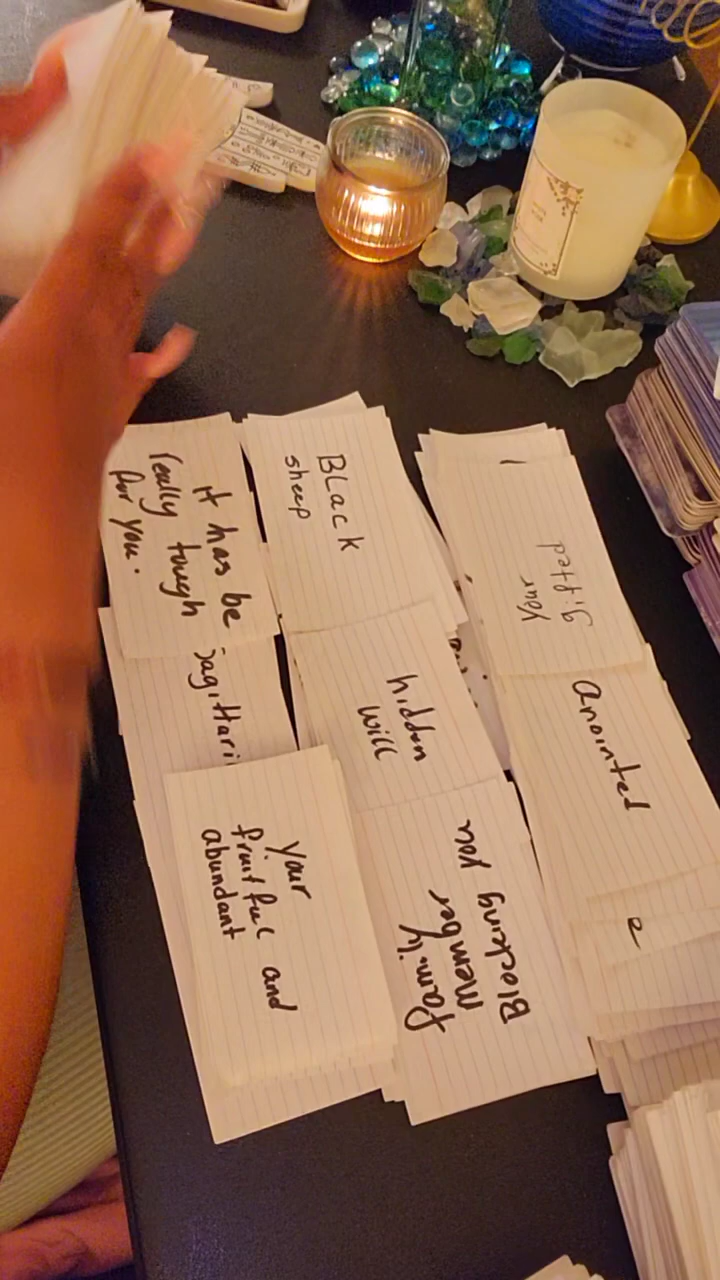 It has be
really tough
for you.
Black
sheep
Your
gifted
Sagittari
hidden
will
anointed
Your
fruitful and
abundant
Blocking you
member
family
2